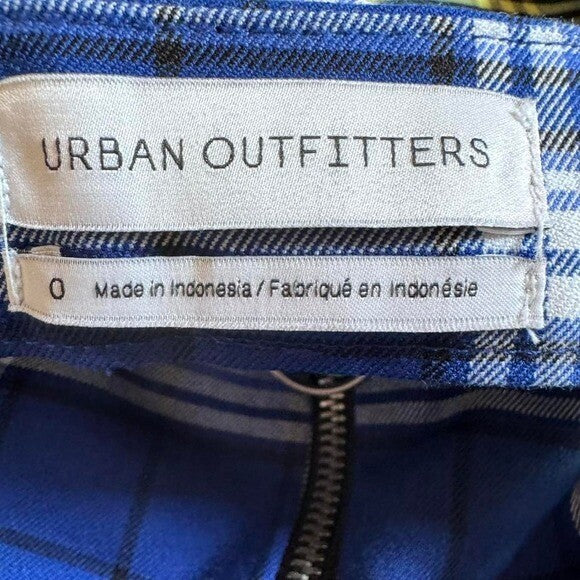 URBAN OUTFITTERS
0 Made in Indonesia / Fabriqué en Indonésie